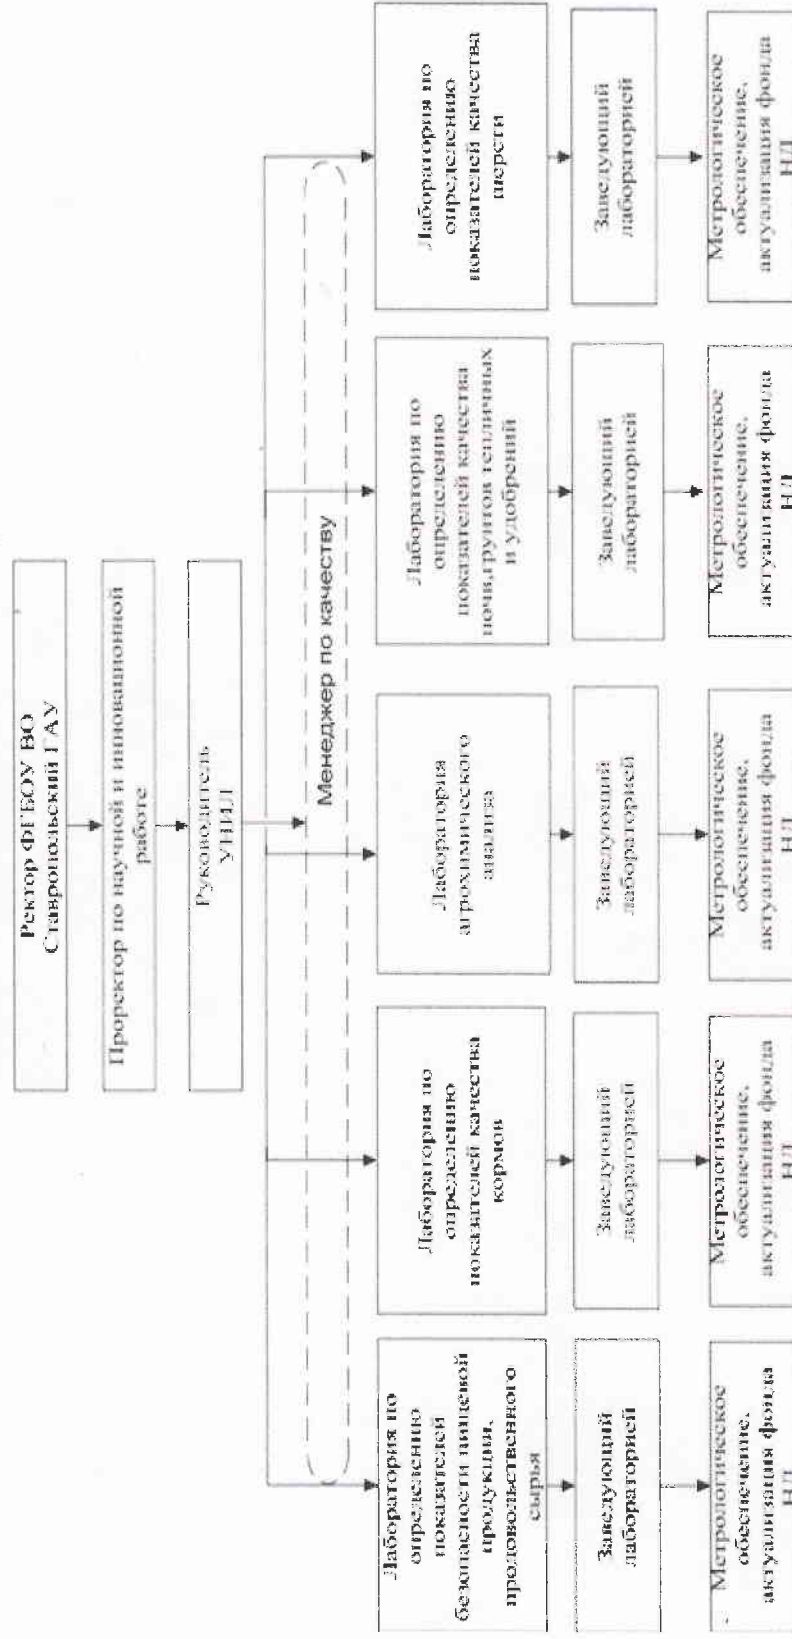 Ректор ФГБОУ ВО
Ставропольский ГАУ
Проректор по научной и инновационной
работе
Руководитель
УНИЛ
Менеджер по качеству
Лаборатория по
определению
показателей
безопасности пищевой
продукции,
продовольственного
сырья
Лаборатория по
определению
показателей качества
кормов
Лаборатория
агрохимического
анализа
Лаборатория по
определению
показателей качества
почв,грунтов тепличных
и удобрений
Лаборатория по
определению
показателей качества
шерсти
Заведующий
лабораторией
Заведующий
лабораторией
Заведующий
лабораторией
Заведующий
лабораторией
Заведующий
лабораторией
Метрологическое
обеспечение,
актуализация фонда
НД
Метрологическое
обеспечение,
актуализация фонда
НД
Метрологическое
обеспечение,
актуализация фонда
НД
Метрологическое
обеспечение,
актуализация фонда
НД
Метрологическое
обеспечение,
актуализация фонда
НД